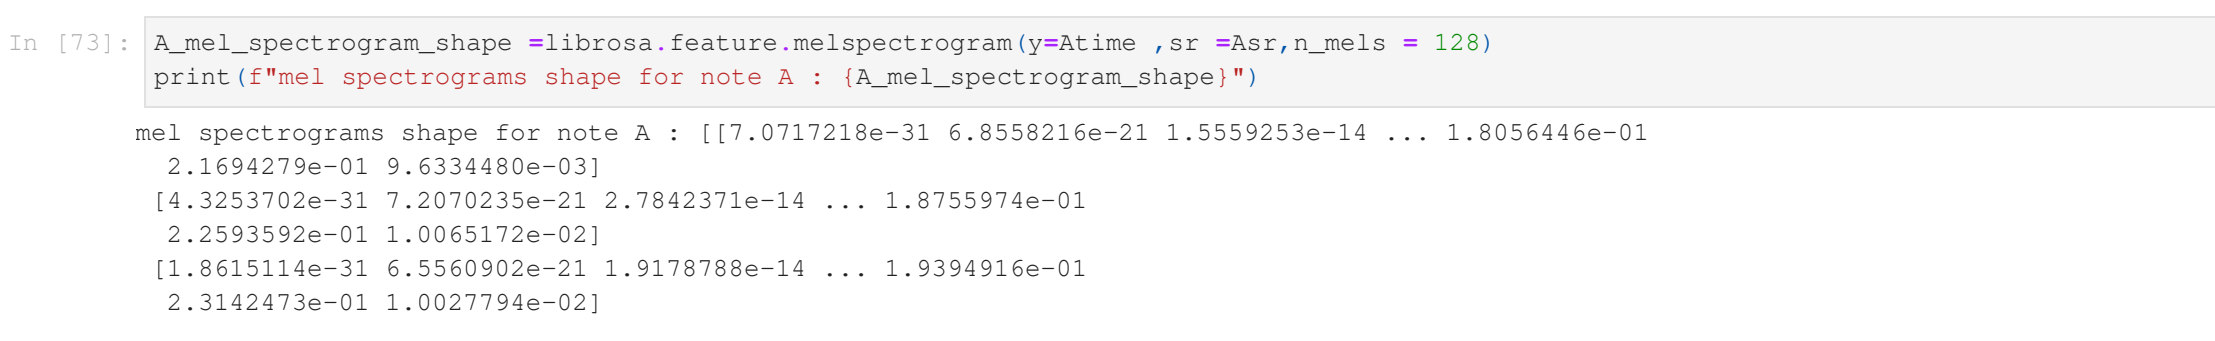 In [73]: A_mel_spectrogram_shape =librosa.feature.melspectrogram(y=Atime ,sr =Asr,n_mels = 128)
print(f"mel spectrograms shape for note A : {A_mel_spectrogram_shape}")
mel spectrograms shape for note A : [[7.0717218e-31 6.8558216e-21 1.5559253e-14 ... 1.8056446e-01
2.1694279e-01 9.6334480e-03]
[4.3253702e-31 7.2070235e-21 2.7842371e-14 ... 1.8755974e-01
2.2593592e-01 1.0065172e-02]
[1.8615114e-31 6.5560902e-21 1.9178788e-14 ... 1.9394916e-01
2.3142473e-01 1.0027794e-02]